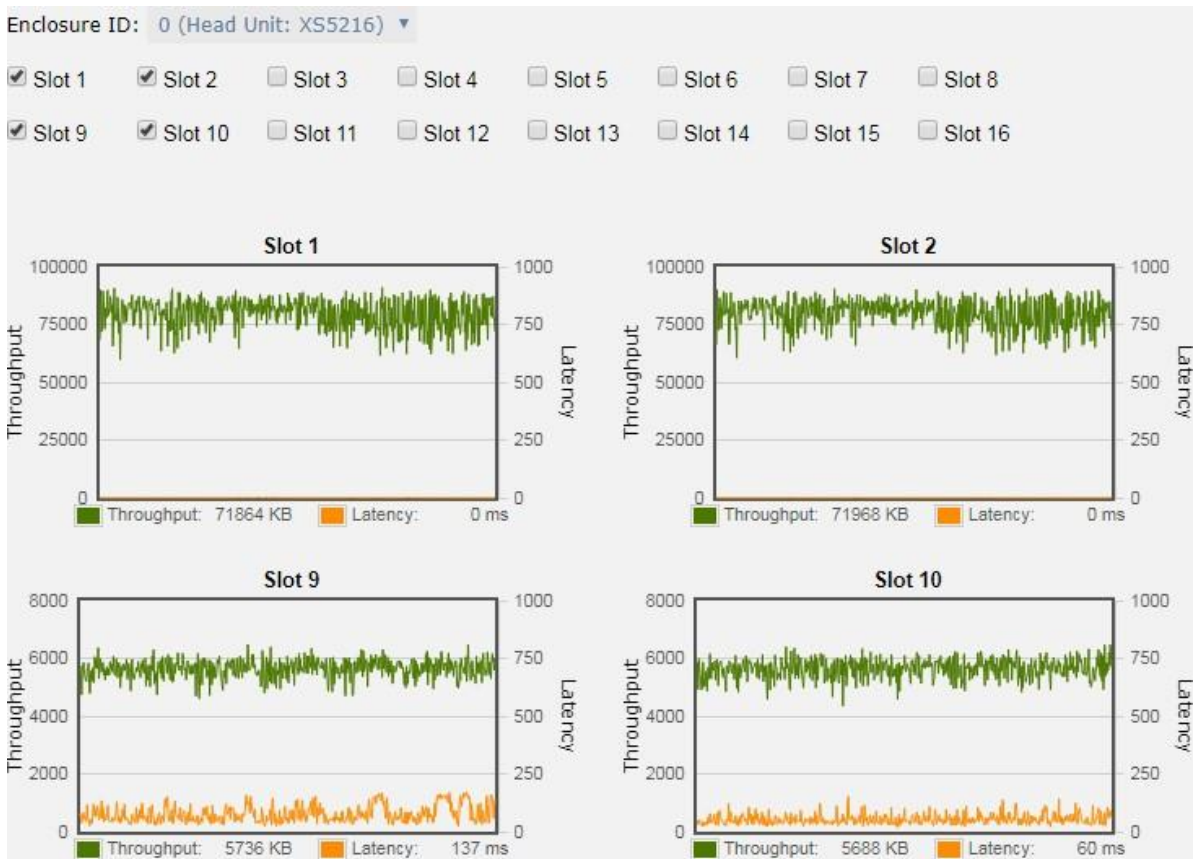 Enclosure ID: 0 (Head Unit: XS5216)
Slot 1 Slot 2 Slot 3 Slot 4 Slot 5 Slot 6 Slot 7 Slot 8
Slot 9 Slot 10 Slot 11 Slot 12 Slot 13 Slot 14 Slot 15 Slot 16
Slot 1
100000
75000
50000
25000
0
Throughput
1000
750
500
250
0
Latency
Throughput: 71864 KB Latency: 0 ms
Slot 2
100000
75000
50000
25000
0
Throughput
1000
750
500
250
0
Latency
Throughput: 71968 KB Latency: 0 ms
Slot 9
8000
6000
4000
2000
0
Throughput
1000
750
500
250
0
Latency
Throughput: 5736 KB Latency: 137 ms
Slot 10
8000
6000
4000
2000
0
Throughput
1000
750
500
250
0
Latency
Throughput: 5688 KB Latency: 60 ms